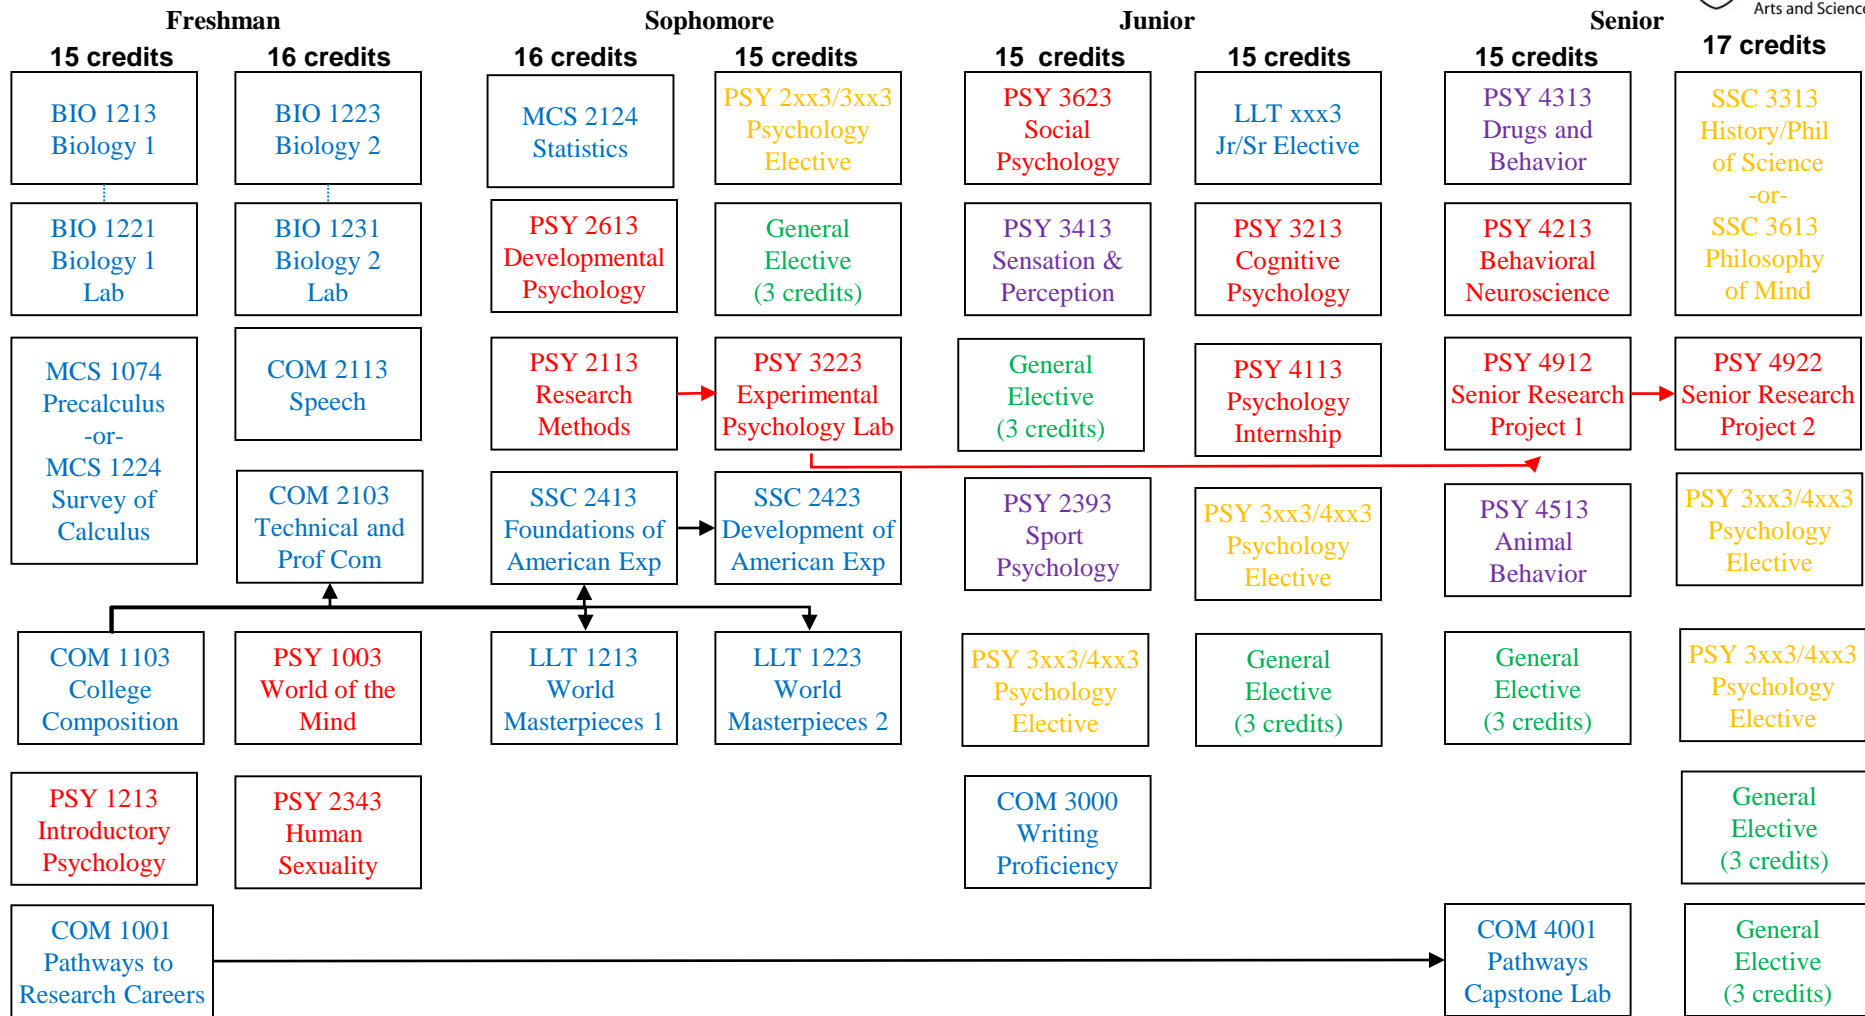 Arts and Science
Freshman
Sophomore
Junior
Senior
15 credits
16 credits
16 credits
15 credits
15 credits
15 credits
15 credits
17 credits
BIO 1213
Biology 1
BIO 1221
Biology 1
Lab
MCS 1074
Precalculus
-or-
MCS 1224
Survey of
Calculus
COM 1103
College
Composition
PSY 1213
Introductory
Psychology
COM 1001
Pathways to
Research Careers
BIO 1223
Biology 2
BIO 1231
Biology 2
Lab
COM 2113
Speech
COM 2103
Technical and
Prof Com
PSY 1003
World of the
Mind
PSY 2343
Human
Sexuality
MCS 2124
Statistics
PSY 2613
Developmental
Psychology
PSY 2113
Research
Methods
SSC 2413
Foundations of
American Exp
LLT 1213
World
Masterpieces 1
PSY 2xx3/3xx3
Psychology
Elective
General
Elective
(3 credits)
PSY 3223
Experimental
Psychology Lab
SSC 2423
Development of
American Exp
LLT 1223
World
Masterpieces 2
PSY 3623
Social
Psychology
PSY 3413
Sensation &
Perception
General
Elective
(3 credits)
PSY 2393
Sport
Psychology
PSY 3xx3/4xx3
Psychology
Elective
COM 3000
Writing
Proficiency
LLT xxx3
Jr/Sr Elective
PSY 3213
Cognitive
Psychology
PSY 4113
Psychology
Internship
PSY 3xx3/4xx3
Psychology
Elective
General
Elective
(3 credits)
PSY 4313
Drugs and
Behavior
PSY 4213
Behavioral
Neuroscience
PSY 4912
Senior Research
Project 1
PSY 4513
Animal
Behavior
General
Elective
(3 credits)
COM 4001
Pathways
Capstone Lab
SSC 3313
History/Phil
of Science
-or-
SSC 3613
Philosophy
of Mind
PSY 4922
Senior Research
Project 2
PSY 3xx3/4xx3
Psychology
Elective
PSY 3xx3/4xx3
Psychology
Elective
General
Elective
(3 credits)
General
Elective
(3 credits)